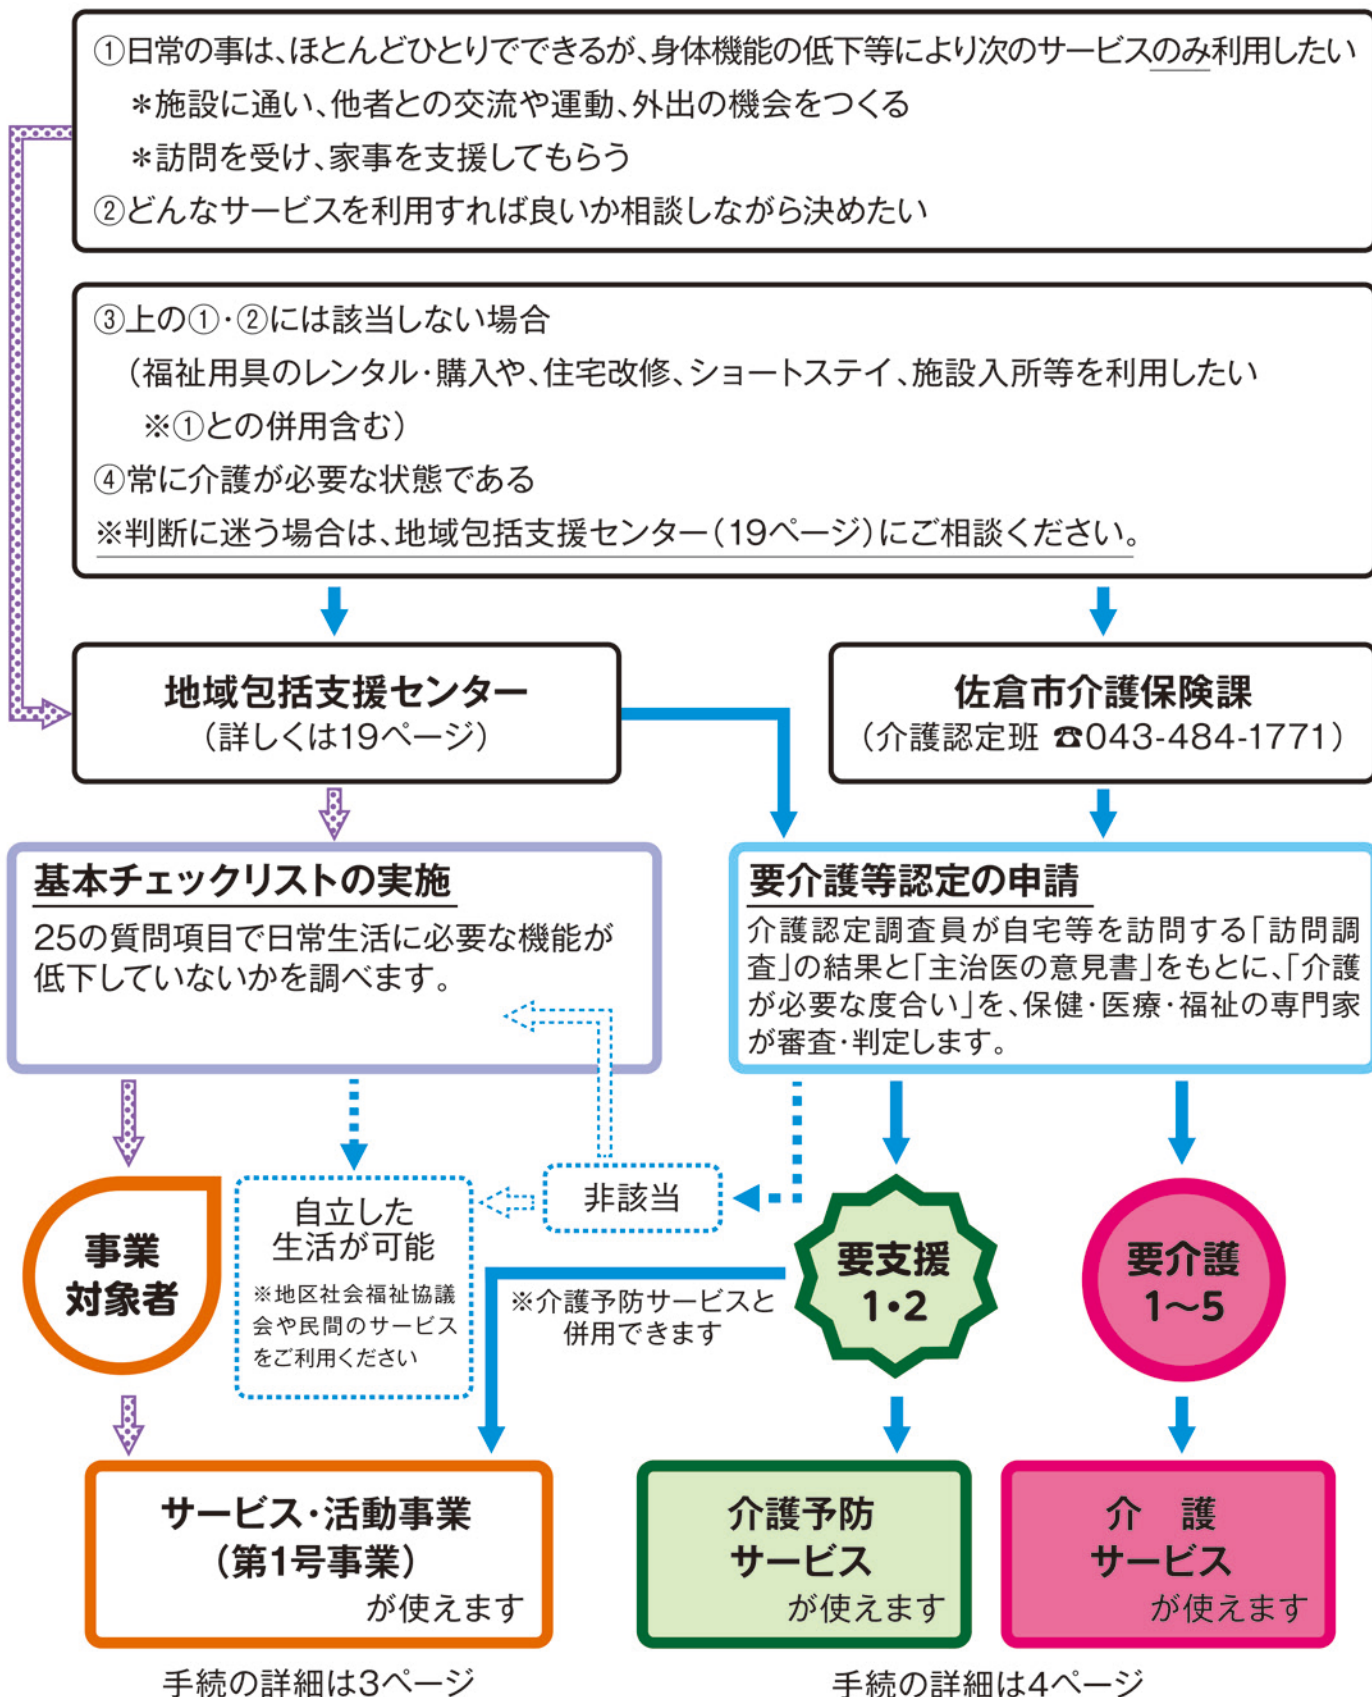 ①日常の事は、ほとんどひとりでできるが、身体機能の低下等により次のサービスのみ利用したい
＊施設に通い、他者との交流や運動、外出の機会をつくる
＊訪問を受け、家事を支援してもらう
②どんなサービスを利用すれば良いか相談しながら決めたい
③上の①・②には該当しない場合
（福祉用具のレンタル・購入や、住宅改修、ショートステイ、施設入所等を利用したい
※①との併用含む）
④常に介護が必要な状態である
※判断に迷う場合は、地域包括支援センター（19ページ）にご相談ください。
地域包括支援センター
（詳しくは19ページ）
佐倉市介護保険課
（介護認定班 ☎043-484-1771）
基本チェックリストの実施
25の質問項目で日常生活に必要な機能が
低下していないかを調べます。
要介護等認定の申請
介護認定調査員が自宅等を訪問する「訪問調
査」の結果と「主治医の意見書」をもとに、「介護
が必要な度合い」を、保健・医療・福祉の専門家
が審査・判定します。
事業
対象者
自立した
生活が可能
※地区社会福祉協議
会や民間のサービス
をご利用ください
非該当
※介護予防サービスと
併用できます
要支援
1・2
要介護
1〜5
サービス・活動事業
（第1号事業）
が使えます
介護予防
サービス
が使えます
介　護
サービス
が使えます
手続の詳細は3ページ
手続の詳細は4ページ